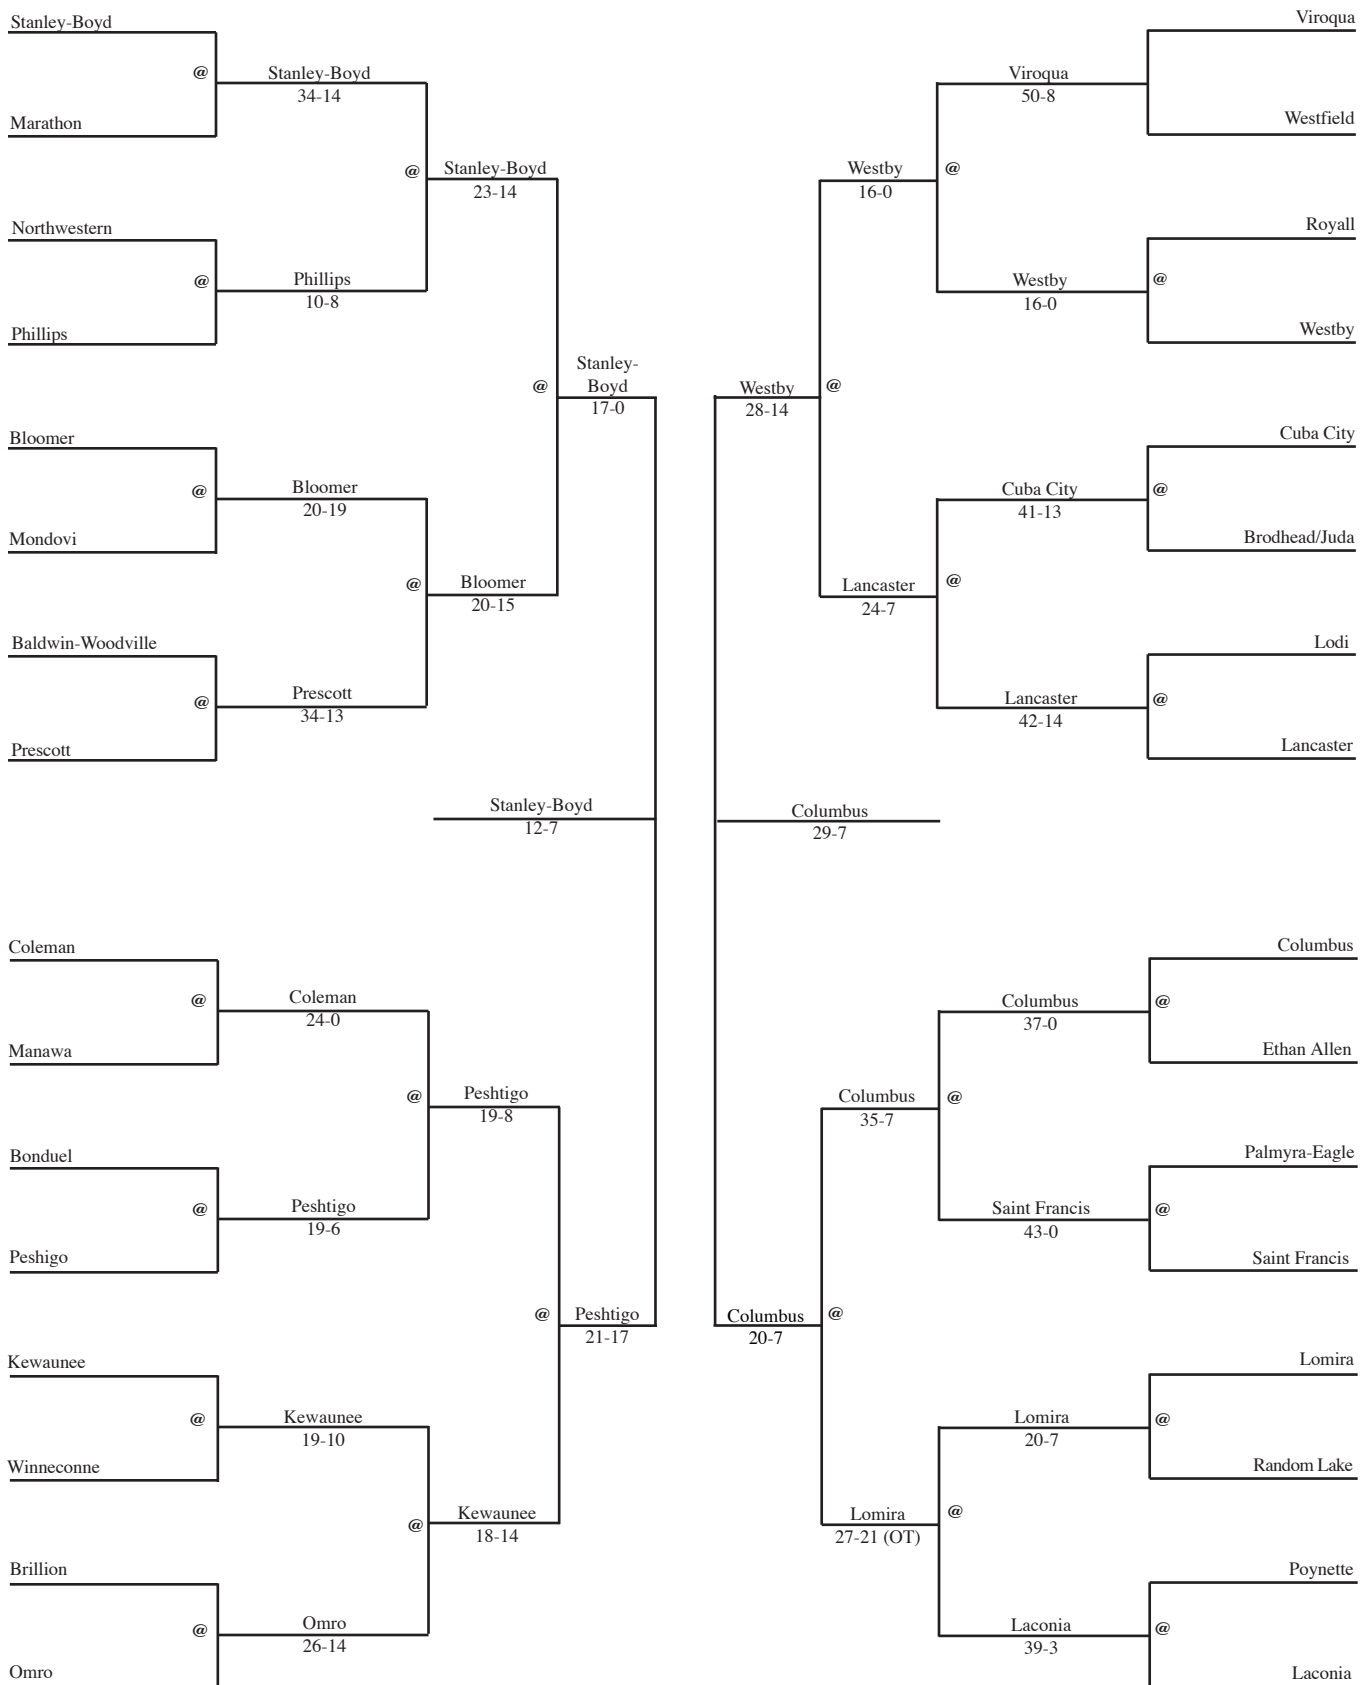 Stanley-Boyd
@
Marathon
Stanley-Boyd
34-14
Northwestern
@
Phillips
Phillips
10-8
@
Stanley-Boyd
23-14
Bloomer
@
Mondovi
Bloomer
20-19
Baldwin-Woodville
@
Prescott
Prescott
34-13
@
Bloomer
20-15
@
Stanley-
Boyd
17-0
Stanley-Boyd
12-7
Coleman
@
Manawa
Coleman
24-0
Bonduel
@
Peshigo
Peshtigo
19-6
@
Peshtigo
19-8
Kewaunee
@
Winneconne
Kewaunee
19-10
Brillion
@
Omro
Omro
26-14
@
Kewaunee
18-14
@
Peshtigo
21-17
Viroqua
Westfield
Viroqua
50-8
Royall
@
Westby
Westby
16-0
@
Westby
16-0
Cuba City
@
Brodhead/Juda
Cuba City
41-13
Lodi
@
Lancaster
Lancaster
42-14
@
Lancaster
24-7
@
Westby
28-14
Columbus
29-7
Columbus
@
Ethan Allen
Columbus
37-0
Palmyra-Eagle
@
Saint Francis
Saint Francis
43-0
@
Columbus
35-7
Lomira
@
Random Lake
Lomira
20-7
Poynette
@
Laconia
Laconia
39-3
@
Lomira
27-21 (OT)
@
Columbus
20-7